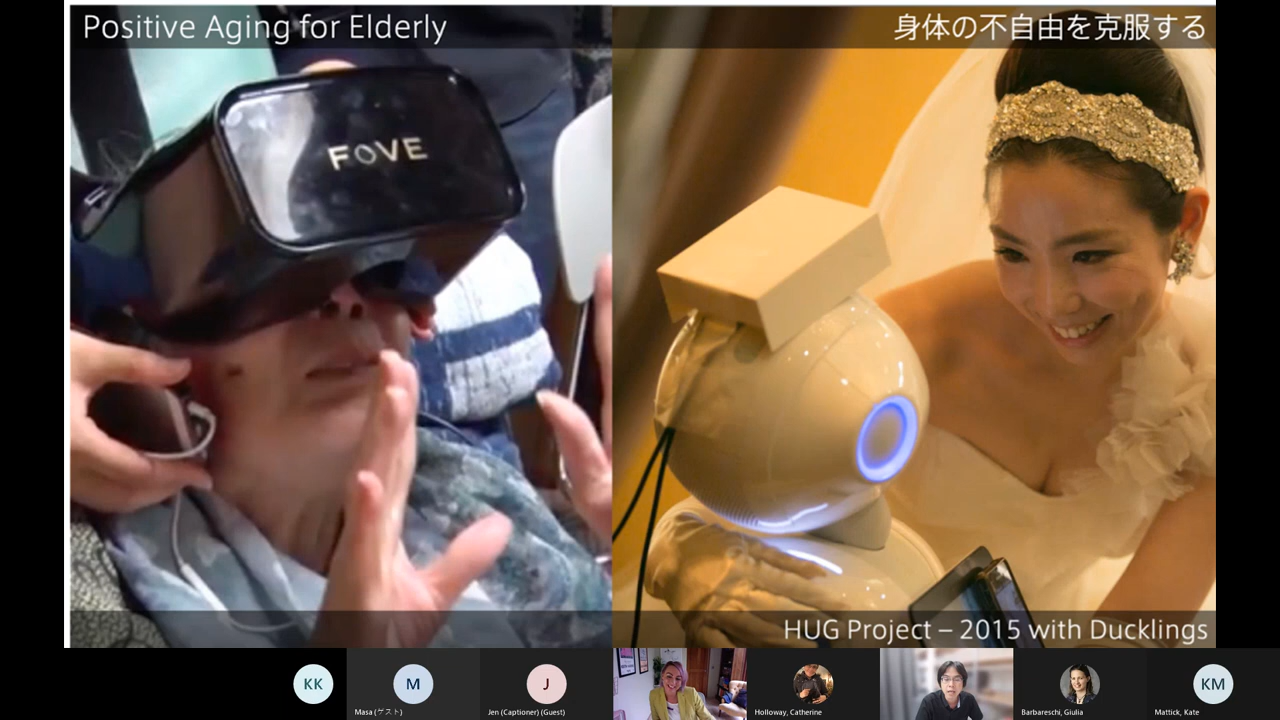 Positive Aging for Elderly
身体の不自由を克服する
FOVE
HUG Project – 2015 with Ducklings
KK
M
Masa (ゲスト)
J
Jen (Captioner) (Guest)
Holloway, Catherine
Barbareschi, Giulia
KM
Mattick, Kate